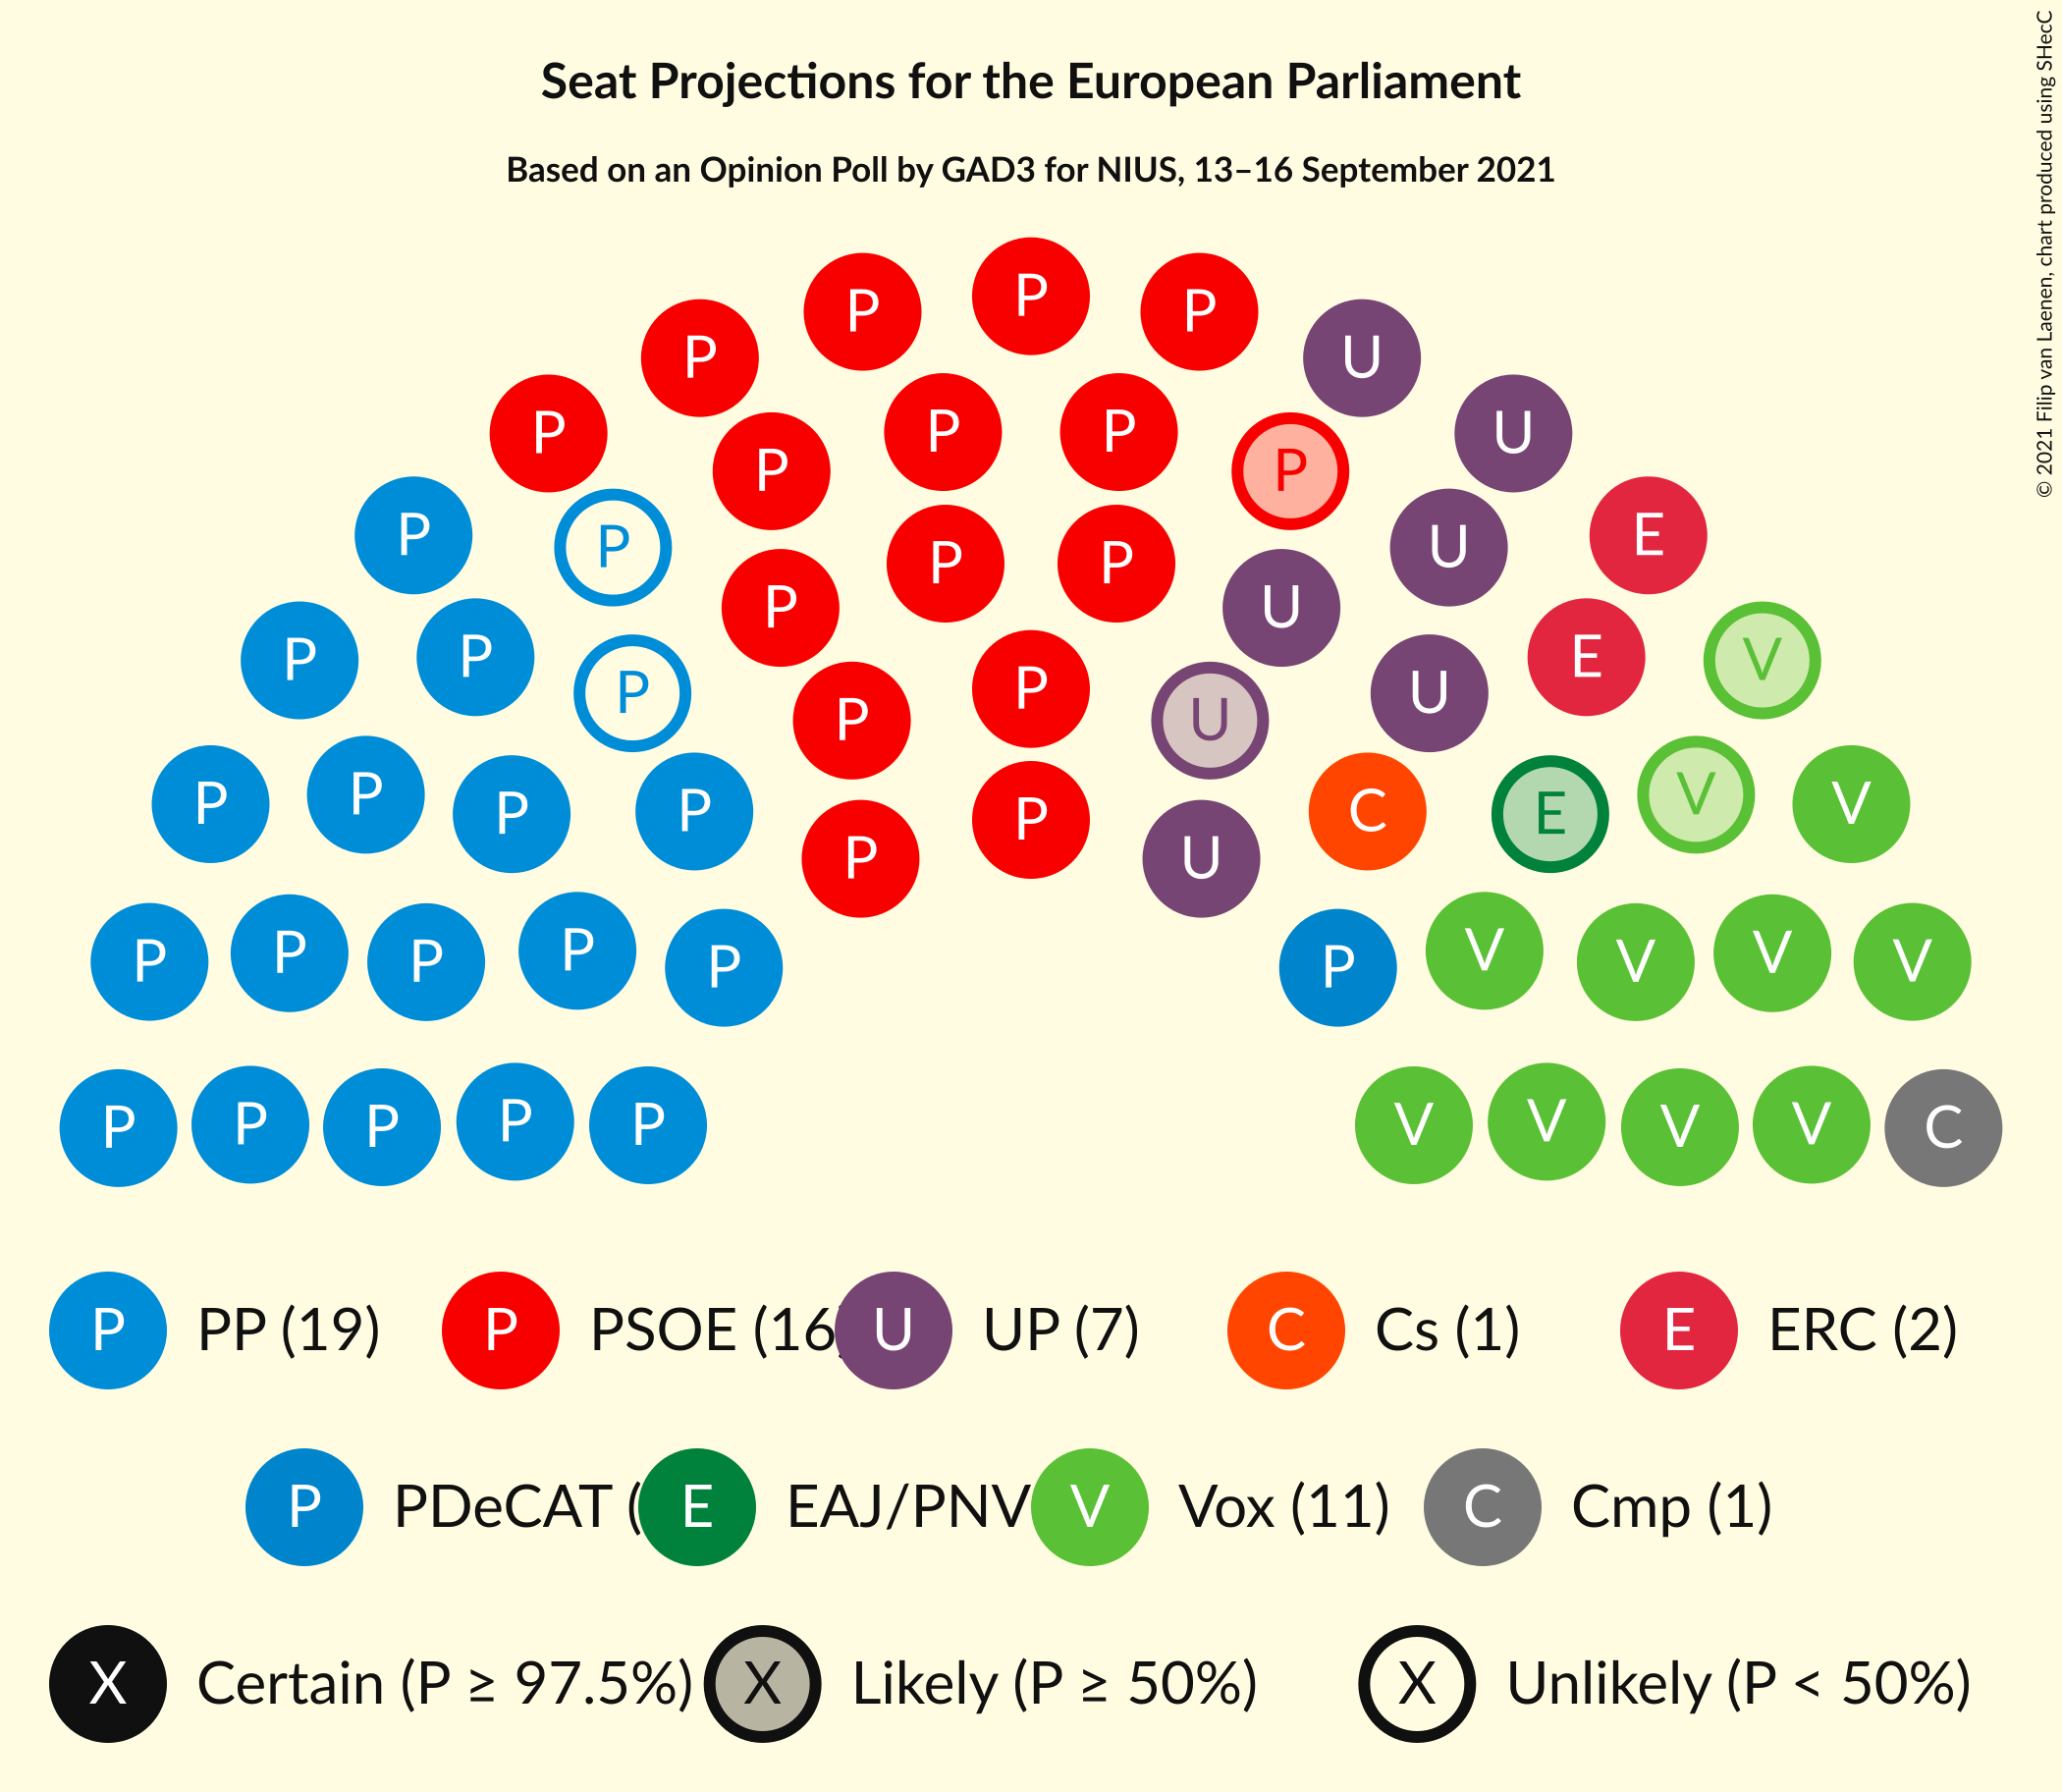 Seat Projections for the European Parliament
Based on an Opinion Poll by GAD3 for NIUS, 13–16 September 2021
© 2021 Filip van Laenen, chart produced using SHecC
P
P P
P U
P P P U
P P
P P U E
P P
P U
P P E V
P P U
P U
P P P P P C E V V
P U
P P P P P P V V V V
P P P P P V V V V C
P PP (19) P PSOE (16 U UP (7) C Cs (1) E ERC (2)
P PDeCAT ( E EAJ/PNV V Vox (11) C Cmp (1)
X Certain (P ≥ 97.5%) X Likely (P ≥ 50%) X Unlikely (P < 50%)